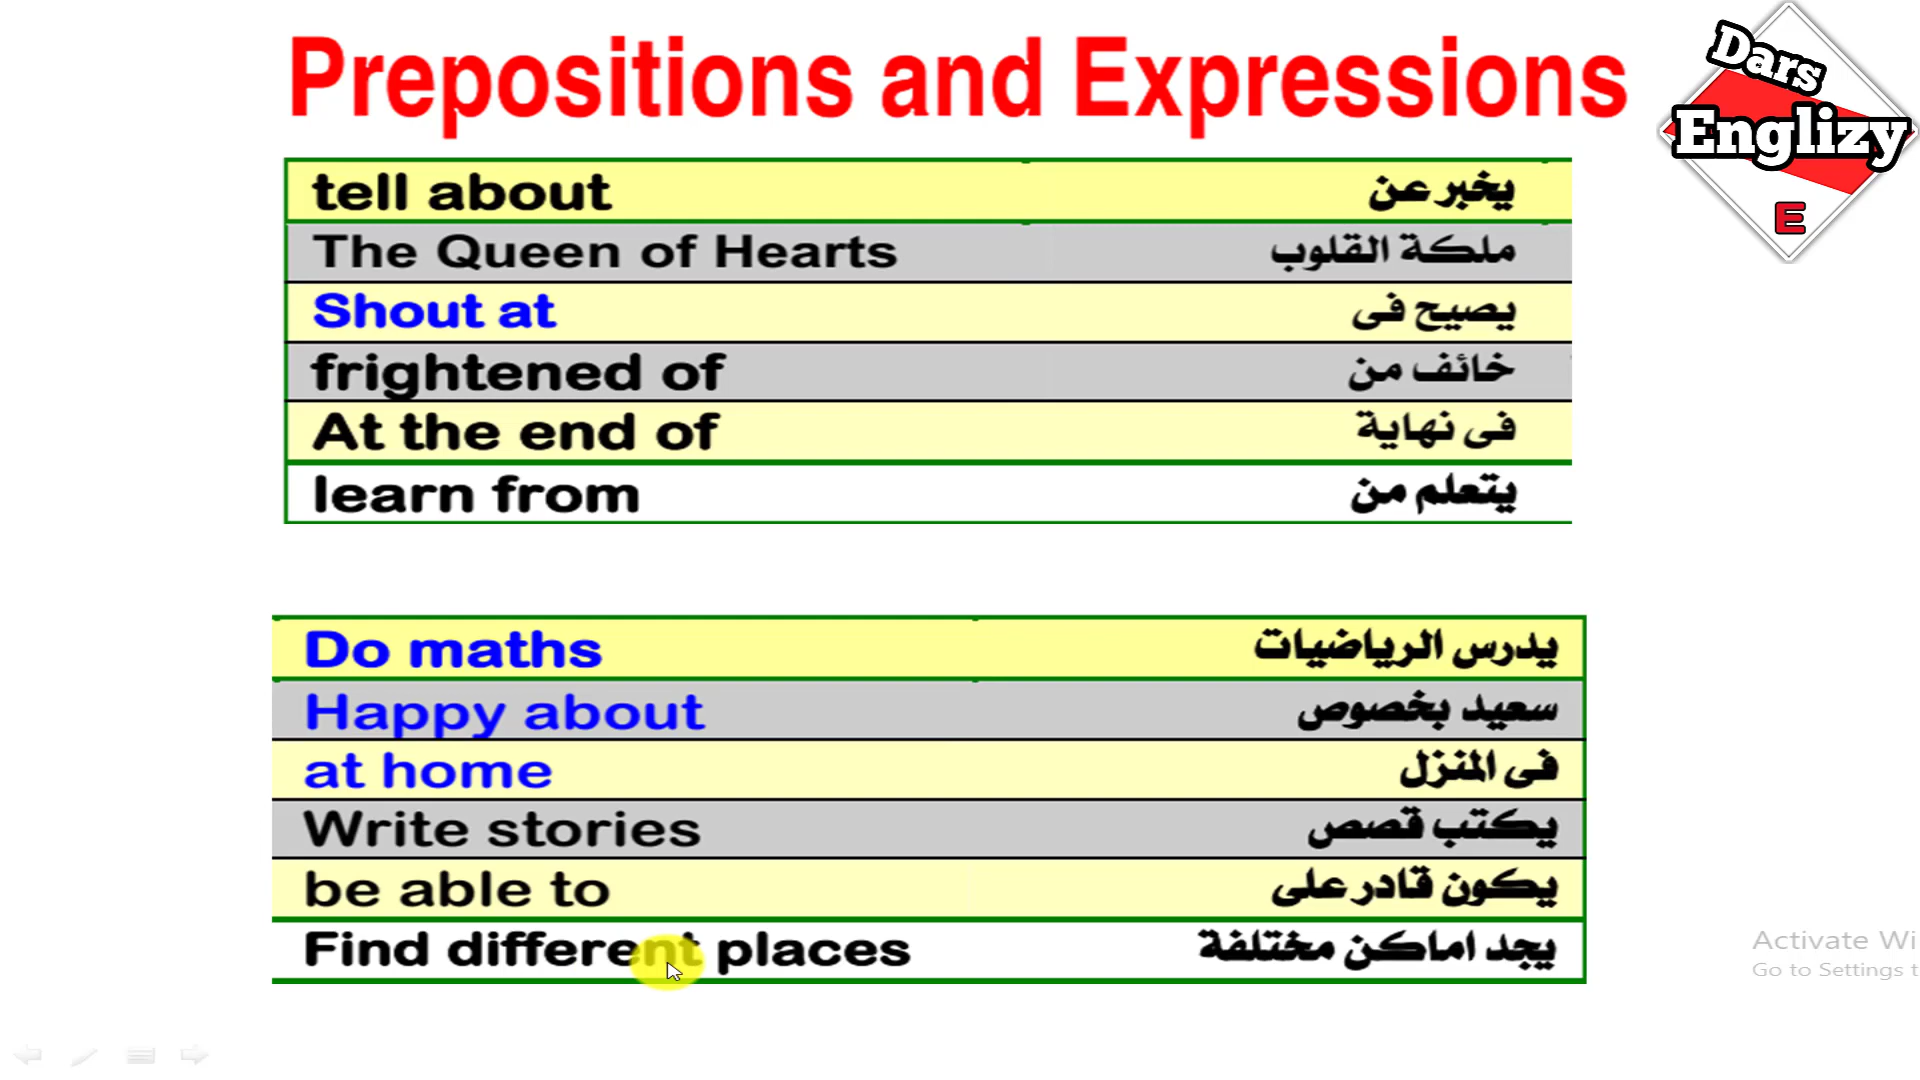 Prepositions and Expressions
Dars
Englizy
E
tell about يخبر عن
The Queen of Hearts ملكة القلوب
Shout at يصيح فى
frightened of خائف من
At the end of فى نهاية
learn from يتعلم من
Do maths يدرس الرياضيات
Happy about سعيد بخصوص
at home فى المنزل
Write stories يكتب قصص
be able to يكون قادر على
Find different places يجد اماكن مختلفة
Activate Wi
Go to Settings t